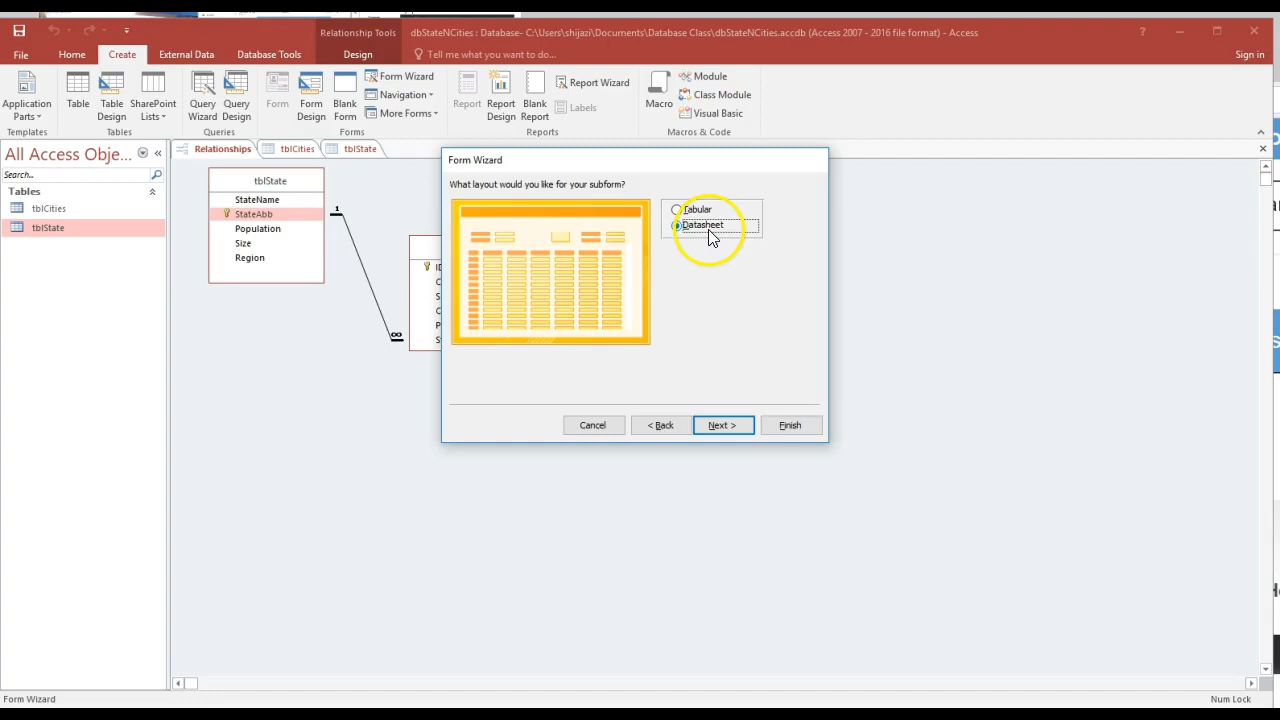 Relationship Tools
dbStateNCities : Database- C:\Users\shijazi\Documents\Database Class\dbStateNCities.accdb (Access 2007 - 2016 file format) - Access
?
File
Home
Create
External Data
Database Tools
Design
Tell me what you want to do...
Sign in
Application Parts
Table
Table Design
SharePoint Lists
Query Wizard
Query Design
Form
Form Design
Blank Form
Form Wizard
Navigation
More Forms
Report
Report Design
Blank Report
Report Wizard
Labels
Macro
Module
Class Module
Visual Basic
Templates
Tables
Queries
Forms
Reports
Macros & Code
All Access Obje...
Search...
Tables
tblCities
tblState
Relationships
tblCities
tblState
tblState
StateName
StateAbb
Population
Size
Region
1
∞
Form Wizard
What layout would you like for your subform?
Tabular
Datasheet
Cancel
< Back
Next >
Finish
Form Wizard
Num Lock